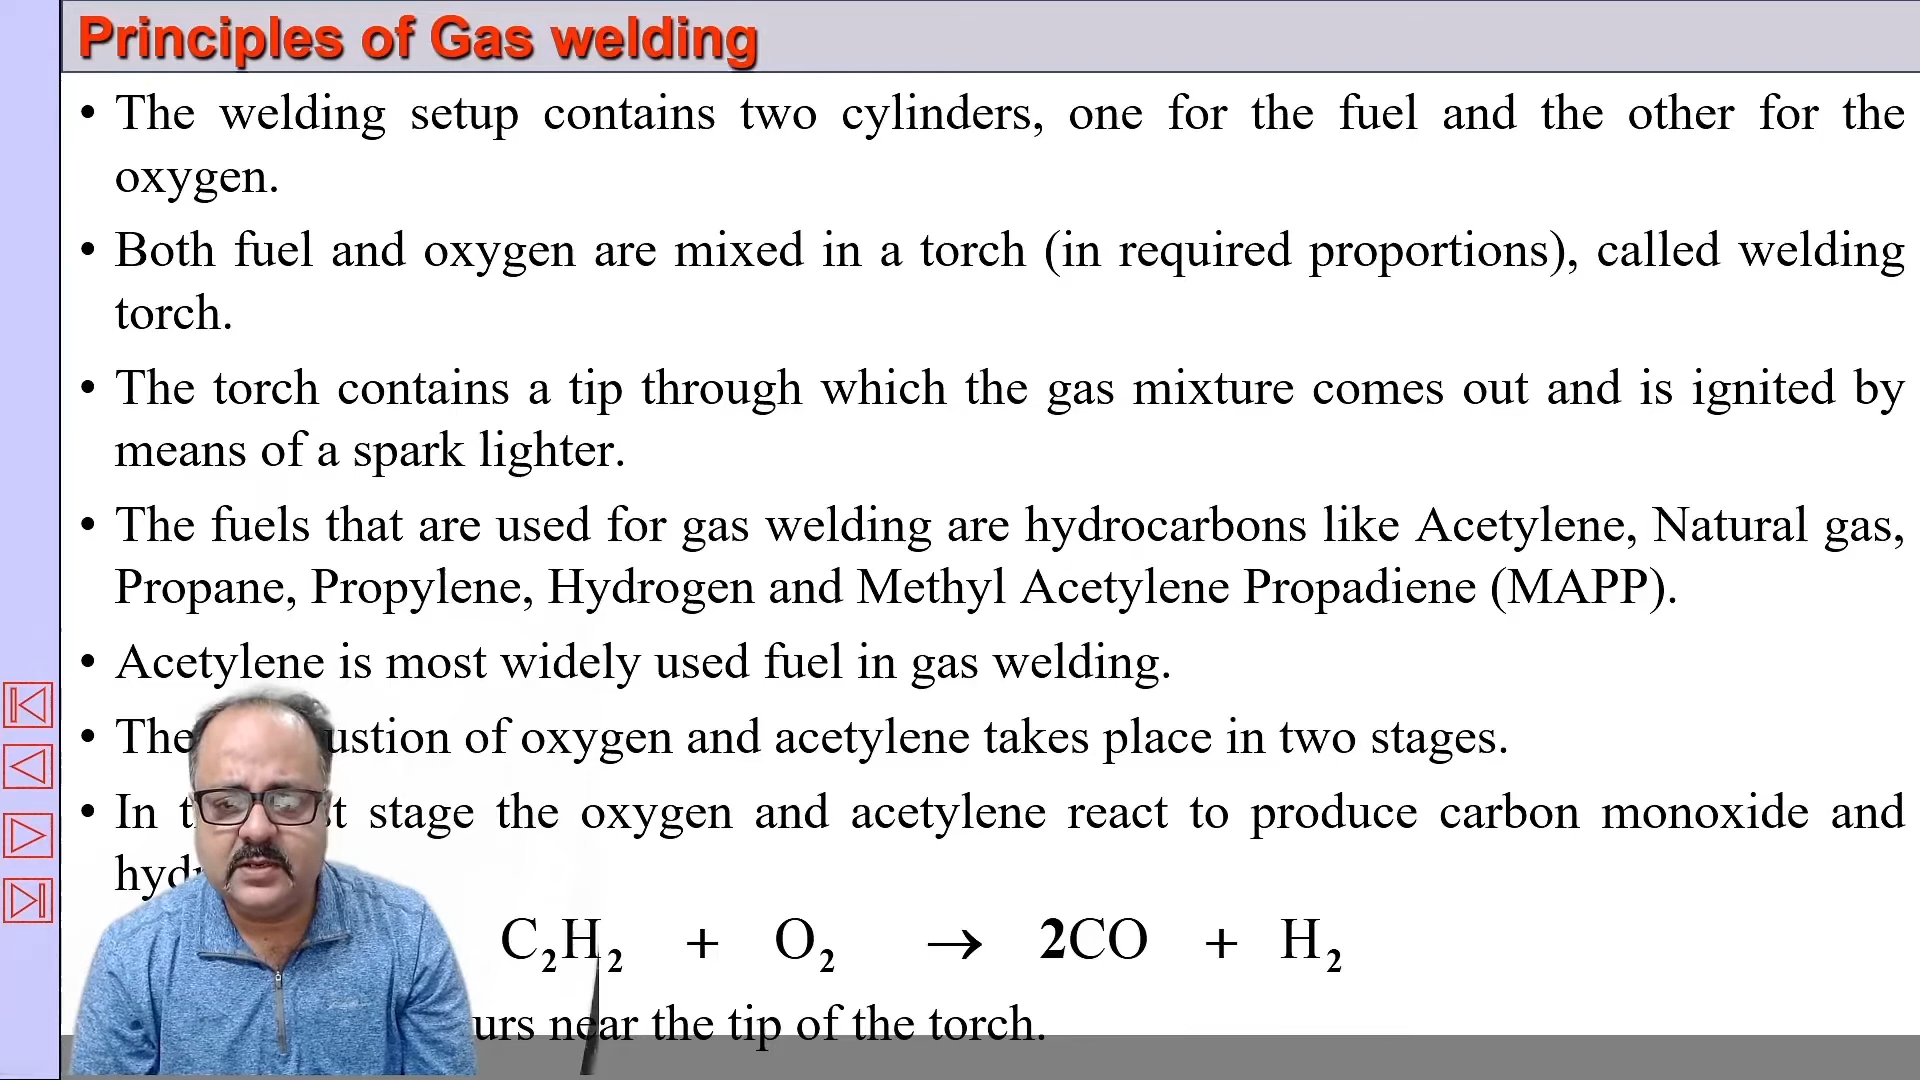 Principles of Gas welding
• The welding setup contains two cylinders, one for the fuel and the other for the
oxygen.
• Both fuel and oxygen are mixed in a torch (in required proportions), called welding
torch.
• The torch contains a tip through which the gas mixture comes out and is ignited by
means of a spark lighter.
• The fuels that are used for gas welding are hydrocarbons like Acetylene, Natural gas,
Propane, Propylene, Hydrogen and Methyl Acetylene Propadiene (MAPP).
• Acetylene is most widely used fuel in gas welding.
• The of oxygen and acetylene takes place in two stages.
• In stage the oxygen and acetylene react to produce carbon monoxide and
C₂H₂ + O₂ → 2CO + H₂
near the tip of the torch.